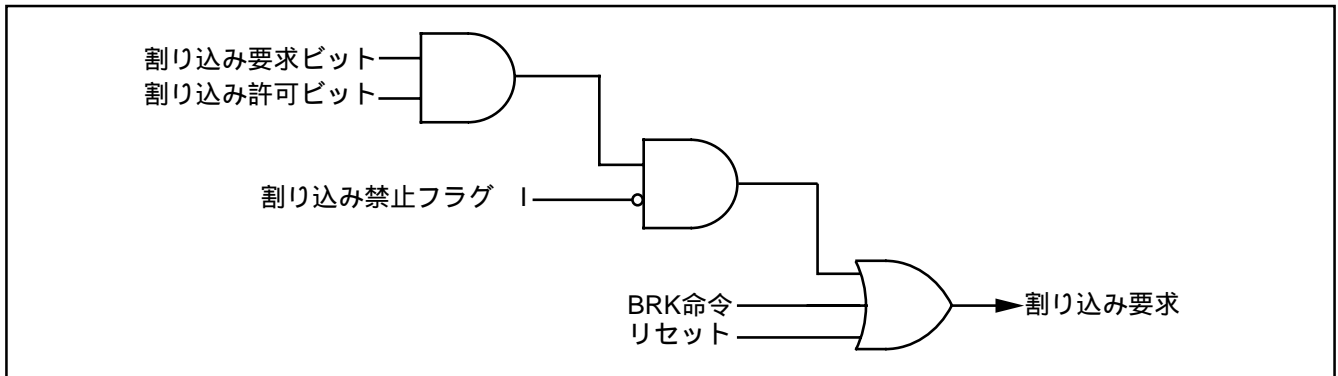 割り込み要求ビット
割り込み許可ビット
割り込み禁止フラグ I
BRK命令
リセット
割り込み要求